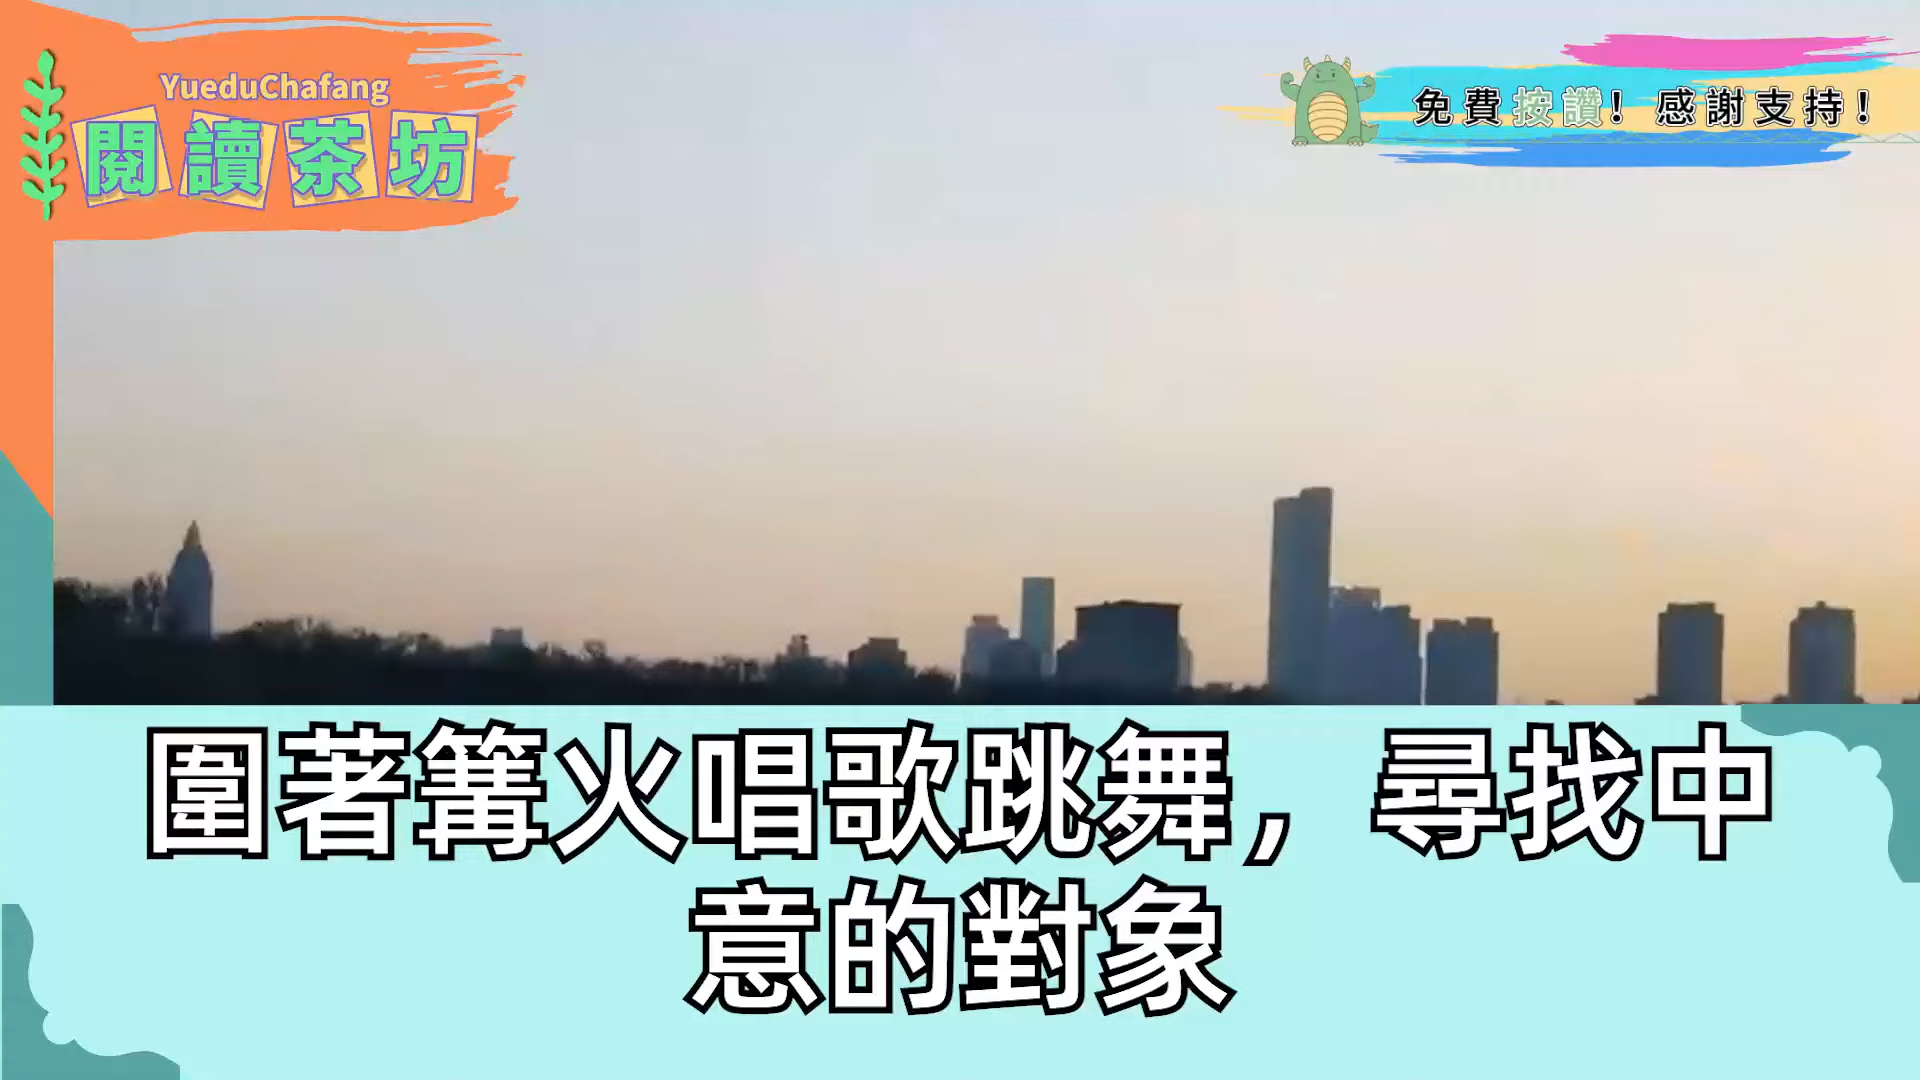 YueduChafang
閱讀茶坊
免費按讚！感謝支持！
圍著篝火唱歌跳舞，尋找中
意的對象